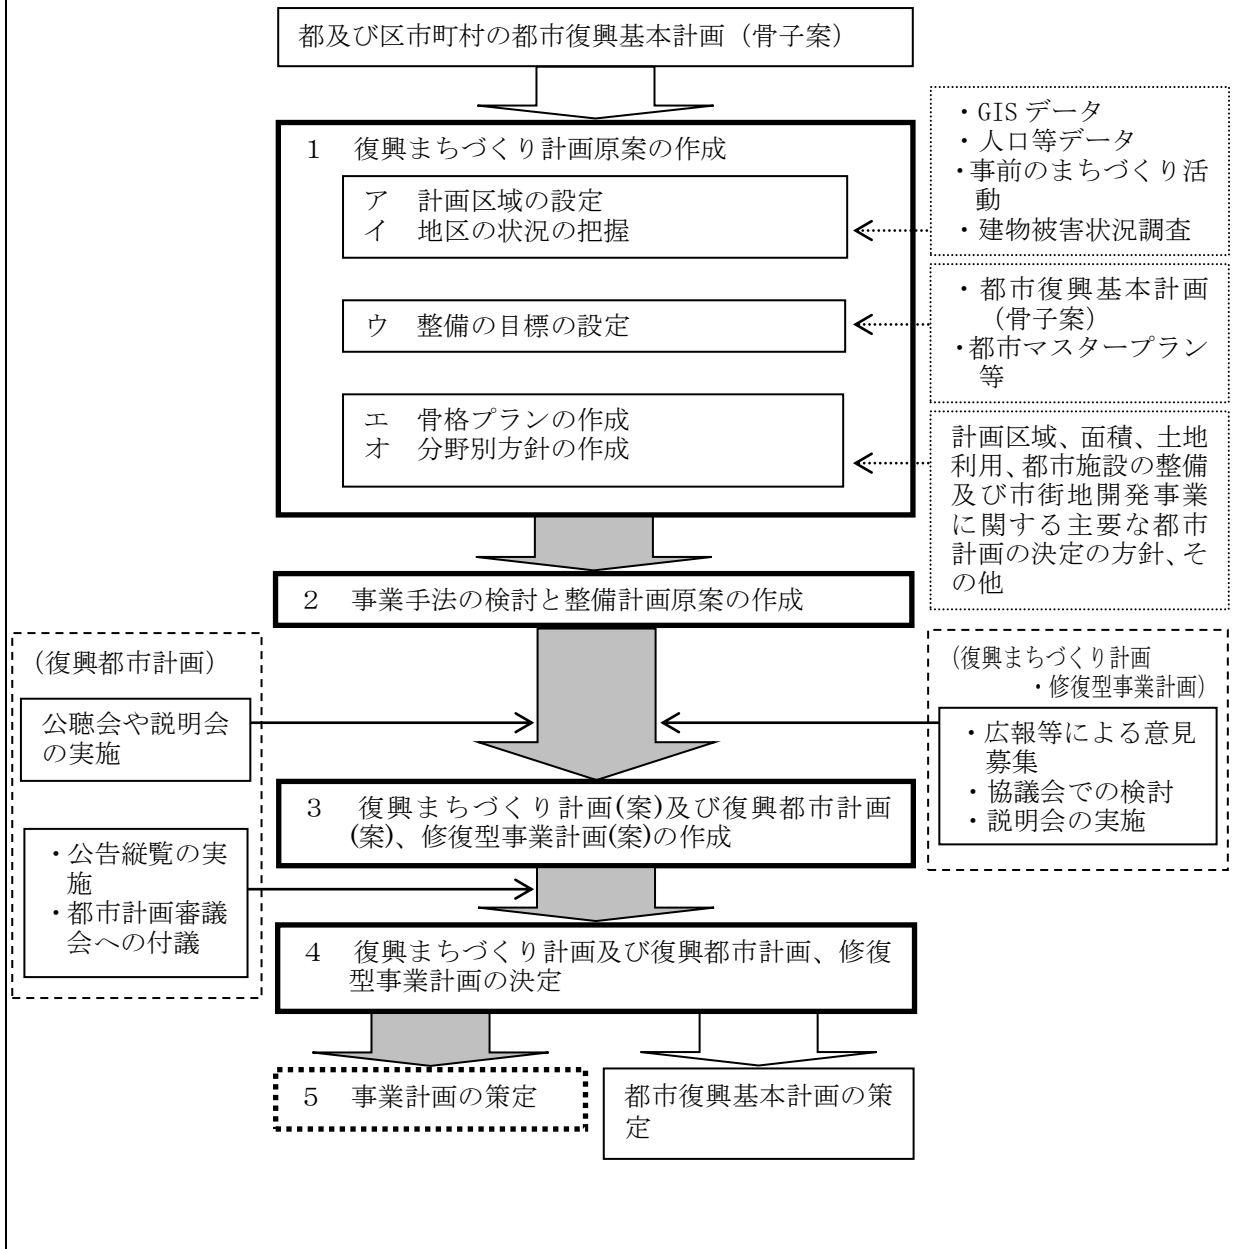 都及び区市町村の都市復興基本計画（骨子案）
1　復興まちづくり計画原案の作成
ア　計画区域の設定
イ　地区の状況の把握
・GIS データ
・人口等データ
・事前のまちづくり活
動
・建物被害状況調査
ウ　整備の目標の設定
・都市復興基本計画
（骨子案）
・都市マスタープラン
等
エ　骨格プランの作成
オ　分野別方針の作成
計画区域、面積、土地
利用、都市施設の整備
及び市街地開発事業
に関する主要な都市
計画の決定の方針、そ
の他
2　事業手法の検討と整備計画原案の作成
（復興都市計画）
公聴会や説明会
の実施
（復興まちづくり計画
・修復型事業計画）
・広報等による意見
募集
・協議会での検討
・説明会の実施
3　復興まちづくり計画(案)及び復興都市計画
(案)、修復型事業計画(案)の作成
・公告縦覧の実
施
・都市計画審議
会への付議
4　復興まちづくり計画及び復興都市計画、修復
型事業計画の決定
5　事業計画の策定
都市復興基本計画の策
定